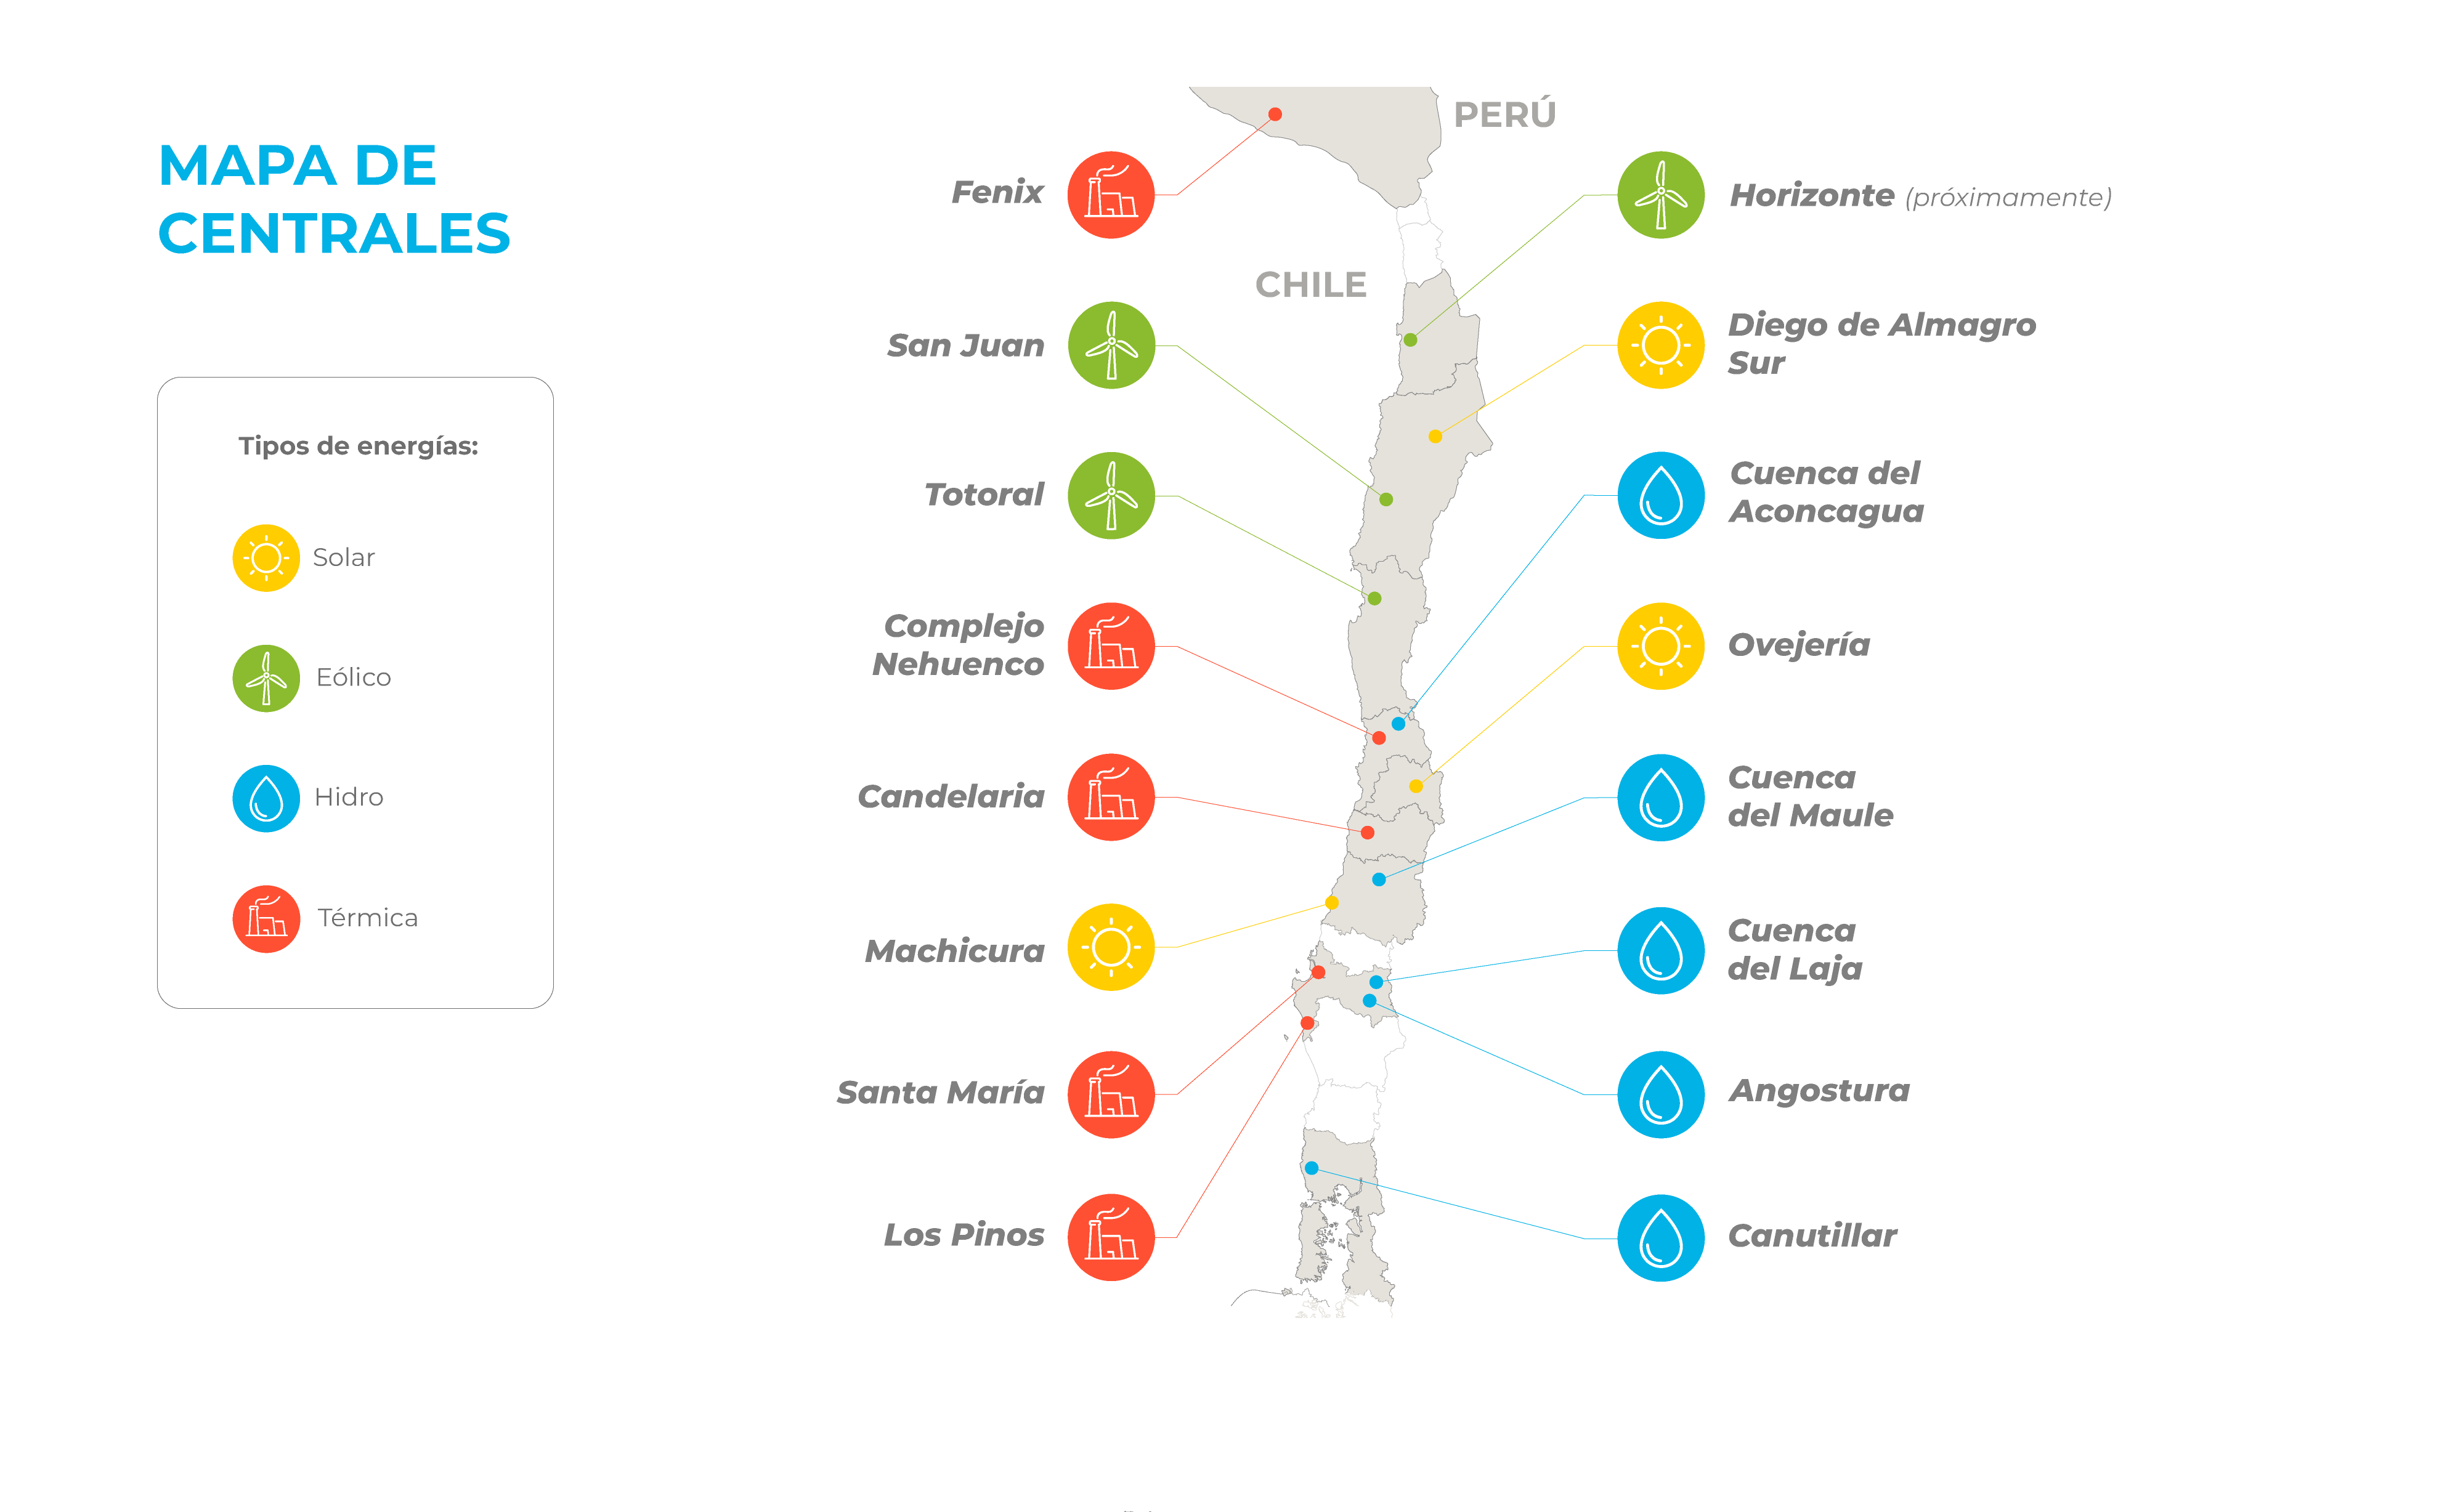 MAPA DE
CENTRALES
Tipos de energías:
Solar
Eólico
Hidro
Térmica
PERÚ
CHILE
Fenix
San Juan
Totoral
Complejo
Nehuenco
Candelaria
Machicura
Santa María
Los Pinos
Horizonte (próximamente)
Diego de Almagro
Sur
Cuenca del
Aconcagua
Ovejería
Cuenca
del Maule
Cuenca
del Laja
Angostura
Canutillar